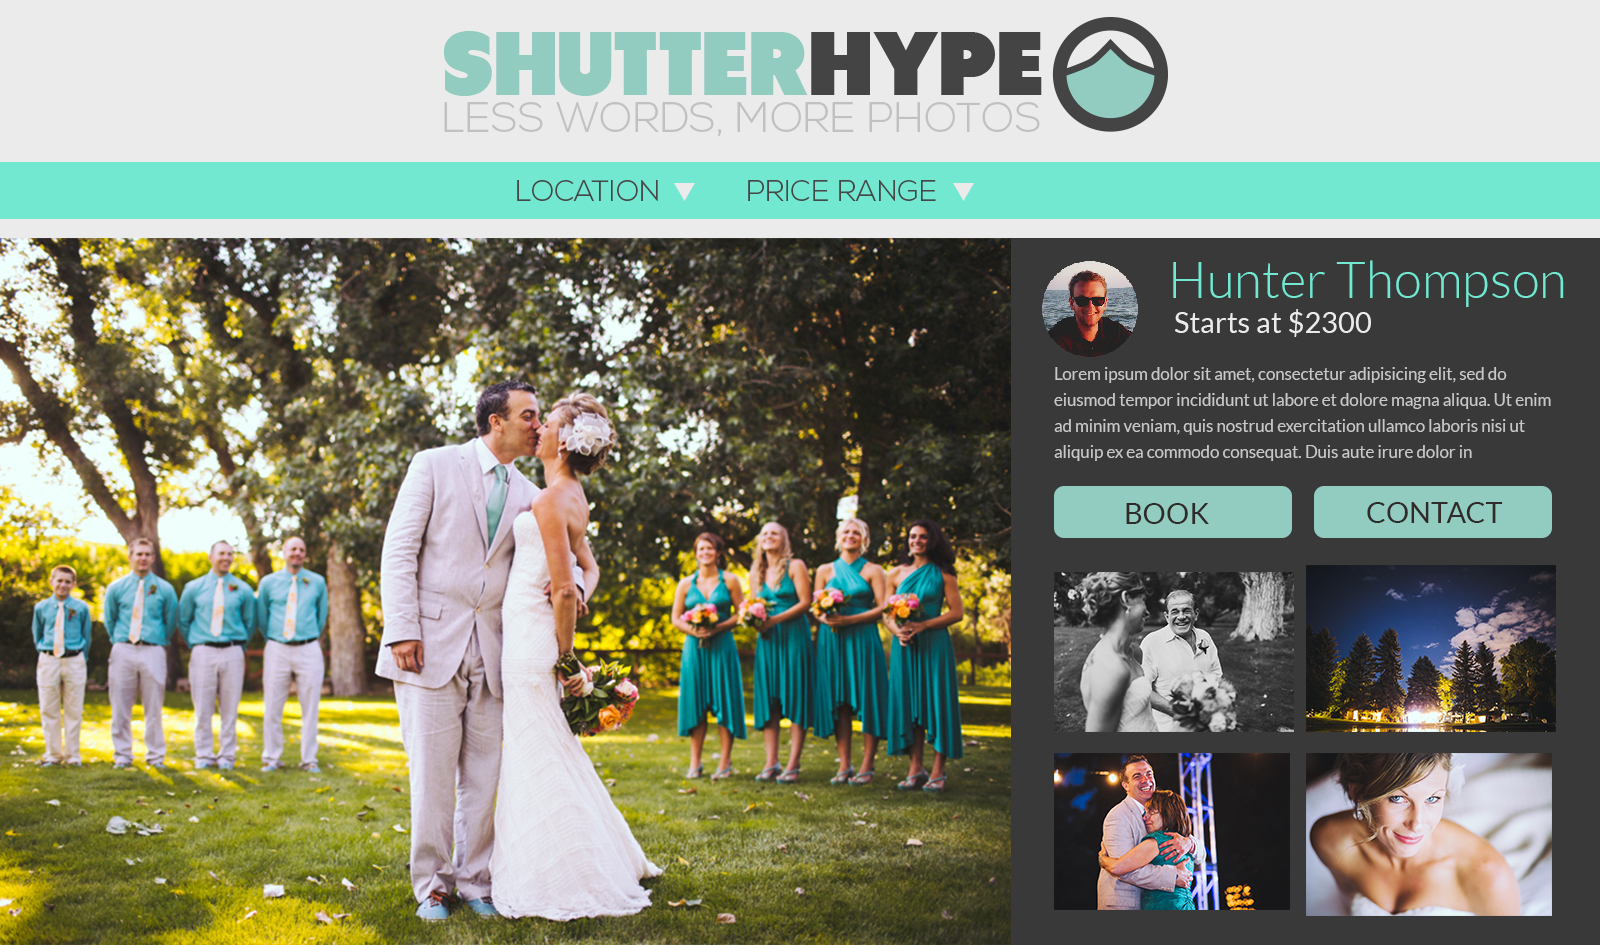 SHUTTERHYPE
LESS WORDS, MORE PHOTOS
LOCATION
PRICE RANGE
Hunter Thompson
Starts at $2300
Lorem ipsum dolor sit amet, consectetur adipisicing elit, sed do
eiusmod tempor incididunt ut labore et dolore magna aliqua. Ut enim
ad minim veniam, quis nostrud exercitation ullamco laboris nisi ut
aliquip ex ea commodo consequat. Duis aute irure dolor in
BOOK
CONTACT